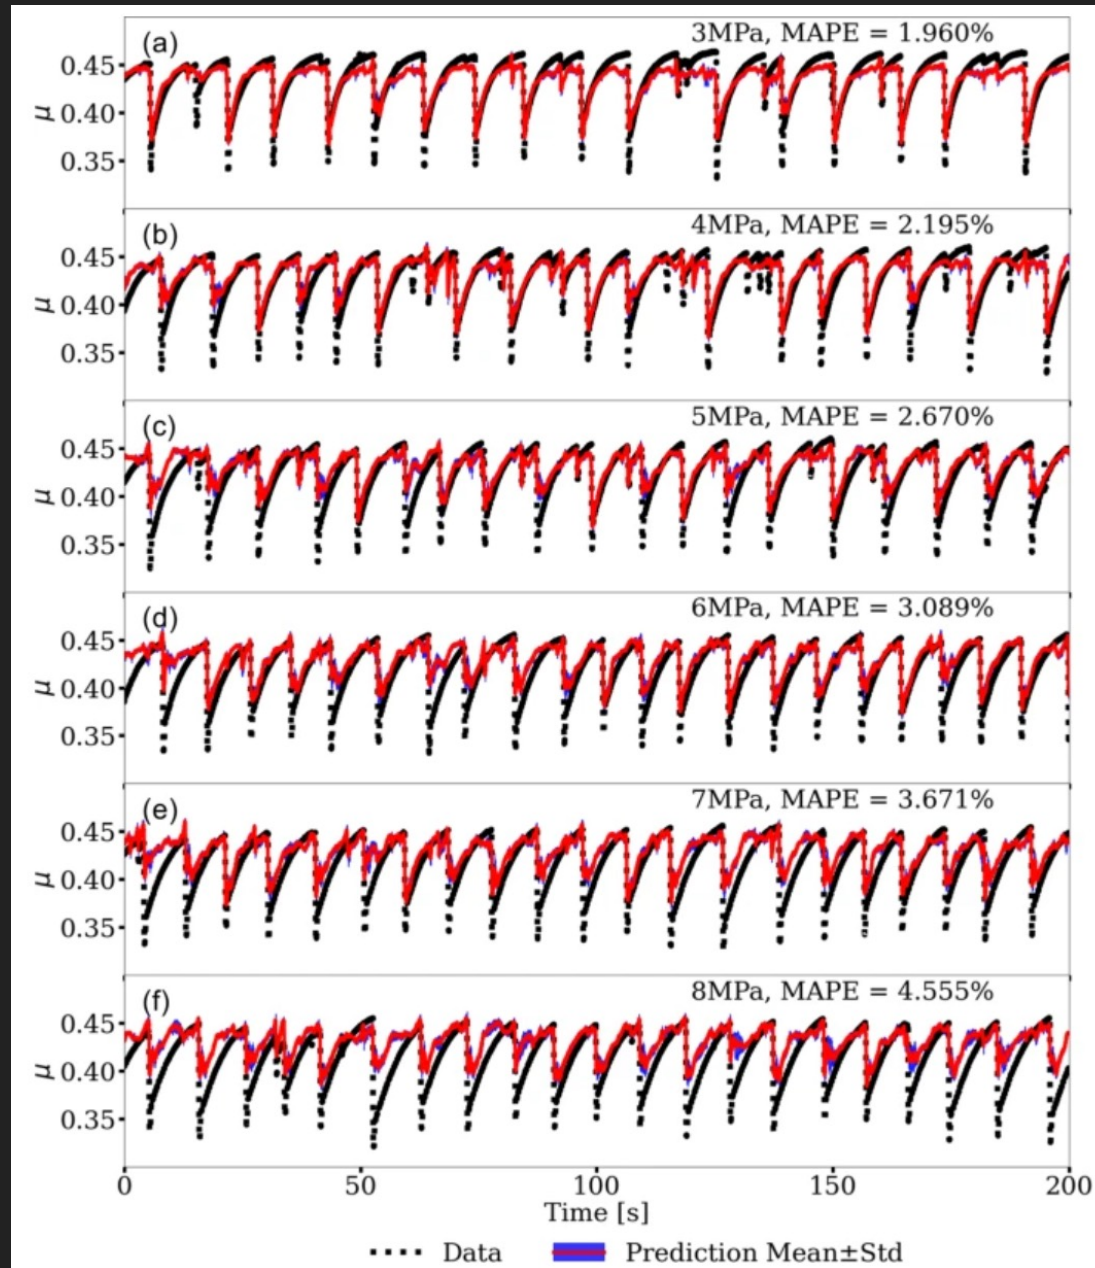 (a) 3MPa, MAPE = 1.960%
0.45
μ 0.40
0.35
(b) 4MPa, MAPE = 2.195%
0.45
μ 0.40
0.35
(c) 5MPa, MAPE = 2.670%
0.45
μ 0.40
0.35
(d) 6MPa, MAPE = 3.089%
0.45
μ 0.40
0.35
(e) 7MPa, MAPE = 3.671%
0.45
μ 0.40
0.35
(f) 8MPa, MAPE = 4.555%
0.45
μ 0.40
0.35
0 50 100 150 200
Time [s]
Data Prediction Mean±Std